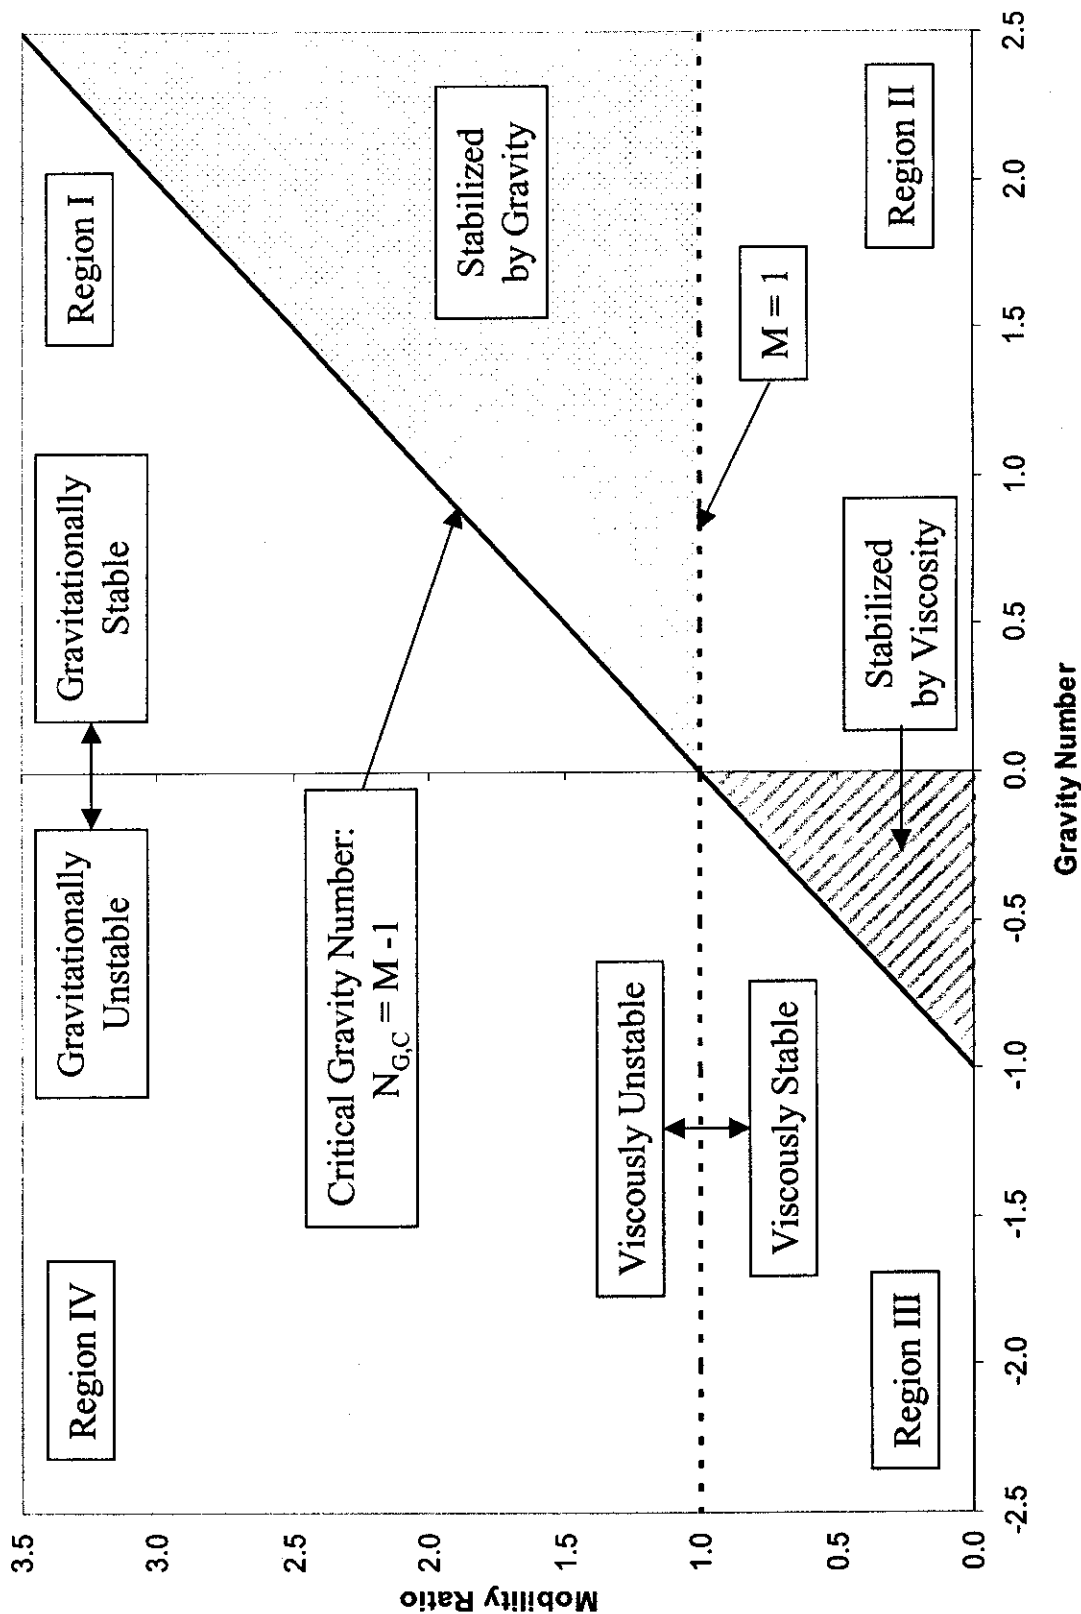 3.5
3.0
2.5
2.0
1.5
1.0
0.5
0.0
Mobility Ratio
Region IV
Gravitationally
Unstable
Gravitationally
Stable
Region I
Critical Gravity Number:
N_G,C = M -1
Stabilized
by Gravity
Viscously Unstable
Viscously Stable
M = 1
Stabilized
by Viscosity
Region III
Region II
-2.5
-2.0
-1.5
-1.0
-0.5
0.0
0.5
1.0
1.5
2.0
2.5
Gravity Number